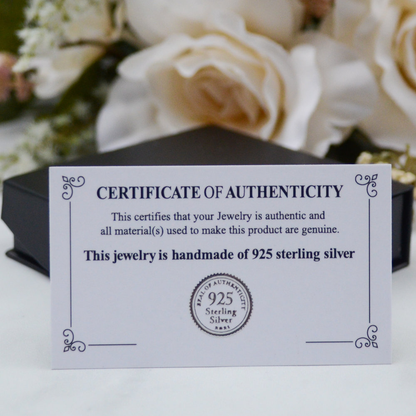 CERTIFICATE OF AUTHENTICITY
This certifies that your Jewelry is authentic and
all material(s) used to make this product are genuine.
This jewelry is handmade of 925 sterling silver
SEAL OF AUTHENTICITY
925
Sterling
Silver